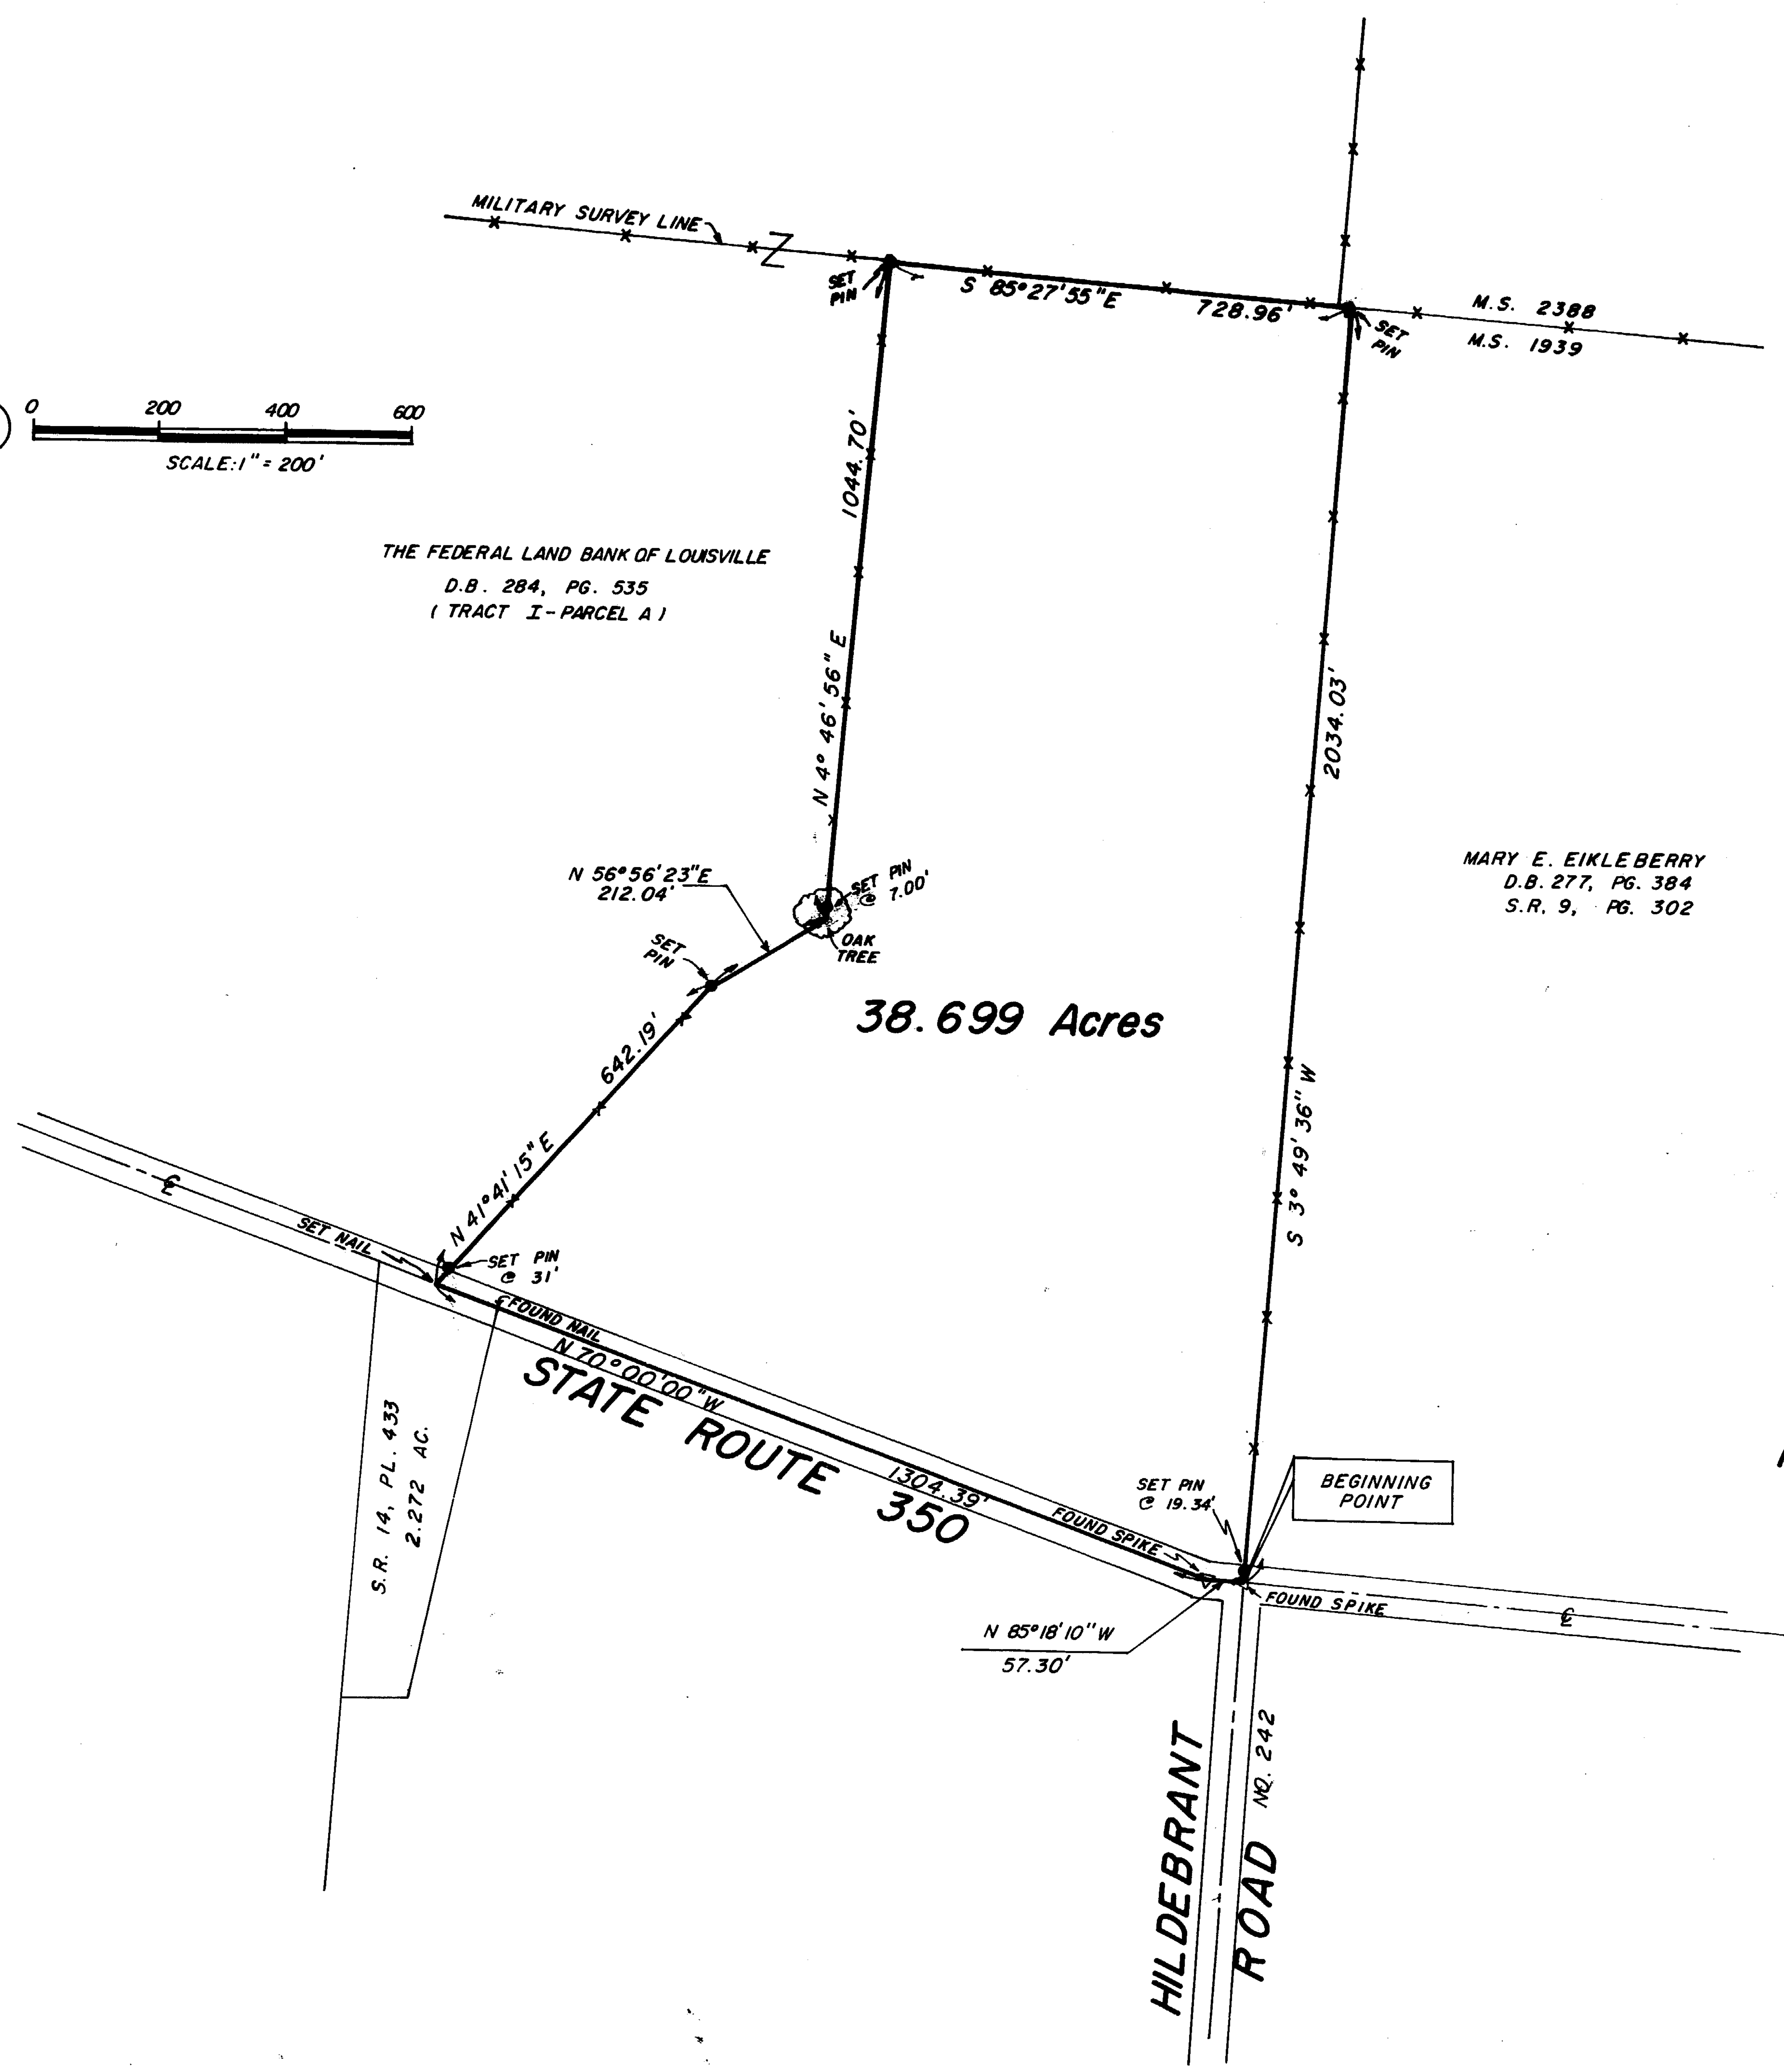 MILITARY SURVEY LINE
SET
PIN
S 85°27'55"E
728.96'
M.S. 2388
M.S. 1939
SET
PIN
0 200 400 600
SCALE:1"=200'
1044.70'
N 4° 46' 56" E
THE FEDERAL LAND BANK OF LOUISVILLE
D.B. 284, PG. 535
( TRACT I-PARCEL A )
2034.03'
S 3° 49' 36" W
MARY E. EIKLEBERRY
D.B. 277, PG. 384
S.R. 9, PG. 302
N 56°56'23"E
212.04'
SET PIN
@ 7.00'
OAK
TREE
SET
PIN
38.699 Acres
642.19'
N 41°41'15" E
℄
SET NAIL
SET PIN
@ 31'
FOUND NAIL
N 70°00'00"W
1304.39'
STATE ROUTE 350
S.R. 14, PL. 433
2.272 AC.
SET PIN
@ 19.34'
BEGINNING
POINT
FOUND SPIKE
FOUND SPIKE
℄
N 85°18'10"W
57.30'
HILDEBRANT
ROAD NO. 242